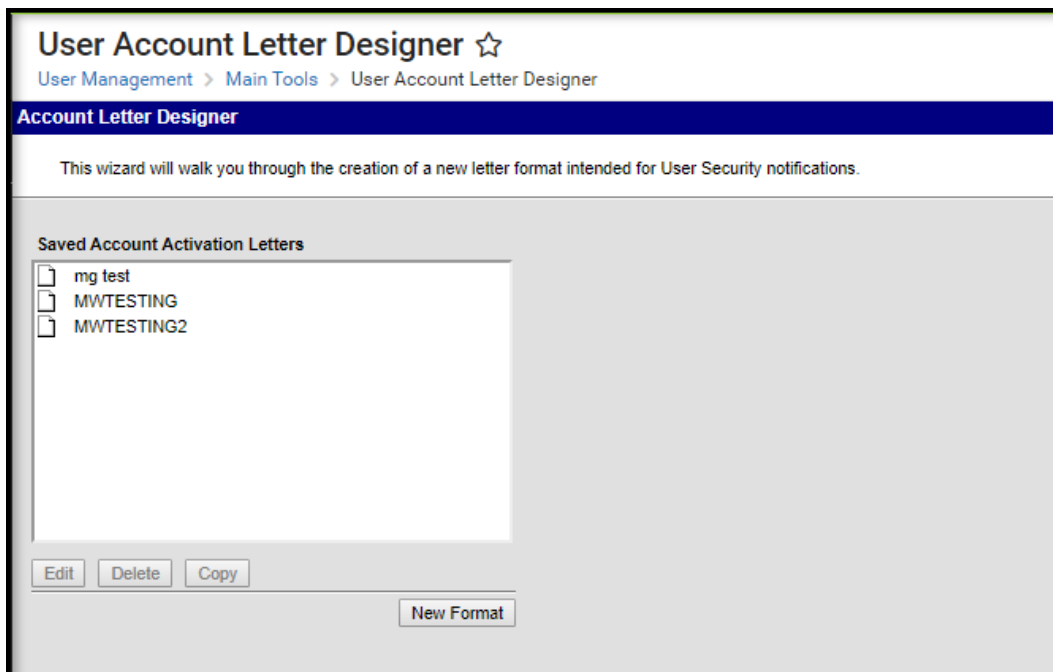 User Account Letter Designer
User Management > Main Tools > User Account Letter Designer
Account Letter Designer
This wizard will walk you through the creation of a new letter format intended for User Security notifications.
Saved Account Activation Letters
mg test
MWTESTING
MWTESTING2
Edit Delete Copy
New Format